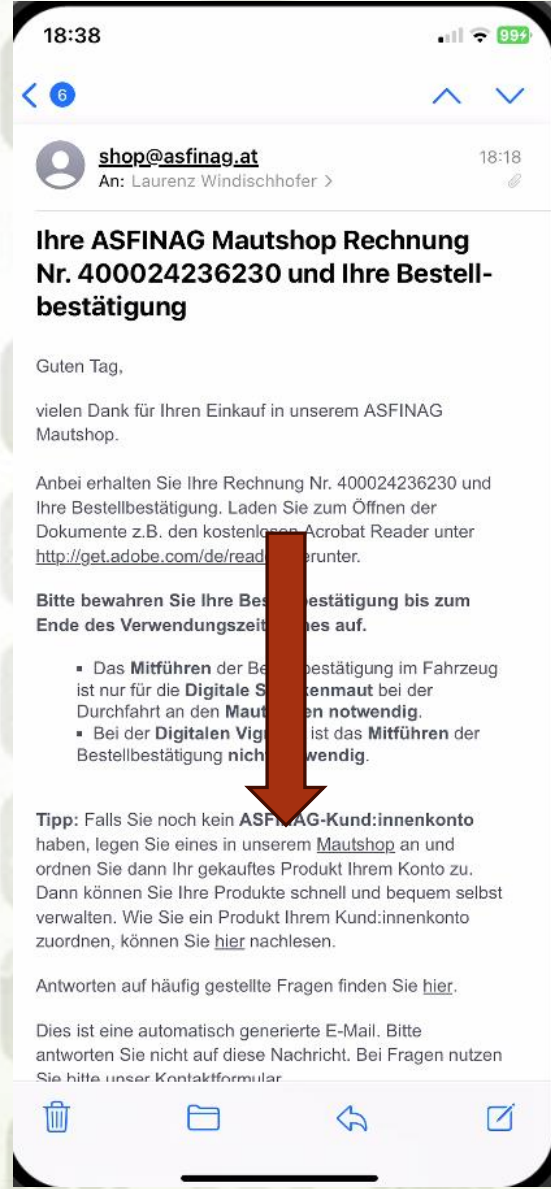 18:38
99+
6
shop@asfinag.at 18:18
An: Laurenz Windischhofer >
Ihre ASFINAG Mautshop Rechnung
Nr. 400024236230 und Ihre Bestell-
bestätigung
Guten Tag,
vielen Dank für Ihren Einkauf in unserem ASFINAG
Mautshop.
Anbei erhalten Sie Ihre Rechnung Nr. 400024236230 und
Ihre Bestellbestätigung. Laden Sie zum Öffnen der
Dokumente z.B. den kostenlosen Acrobat Reader unter
http://get.adobe.com/de/read erunter.
Bitte bewahren Sie Ihre Bes estätigung bis zum
Ende des Verwendungszeit es auf.
▪ Das Mitführen der Be bestätigung im Fahrzeug
ist nur für die Digitale S kenmaut bei der
Durchfahrt an den Maut en notwendig.
▪ Bei der Digitalen Vig ist das Mitführen der
Bestellbestätigung nich wendig.
Tipp: Falls Sie noch kein ASFINAG-Kund:innenkonto
haben, legen Sie eines in unserem Mautshop an und
ordnen Sie dann Ihr gekauftes Produkt Ihrem Konto zu.
Dann können Sie Ihre Produkte schnell und bequem selbst
verwalten. Wie Sie ein Produkt Ihrem Kund:innenkonto
zuordnen, können Sie hier nachlesen.
Antworten auf häufig gestellte Fragen finden Sie hier.
Dies ist eine automatisch generierte E-Mail. Bitte
antworten Sie nicht auf diese Nachricht. Bei Fragen nutzen
Sie bitte unser Kontaktformular